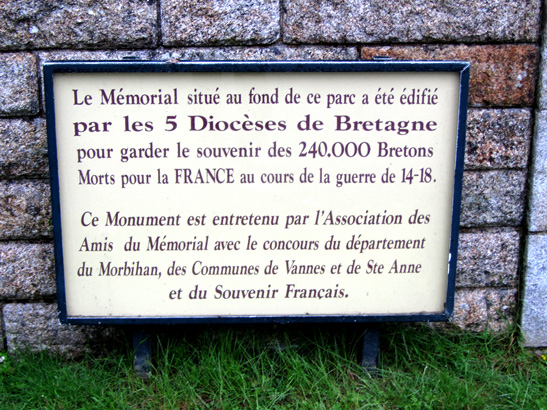 Le Mémorial situé au fond de ce parc a été édifié
par les 5 Diocèses de Bretagne
pour garder le souvenir des 240.000 Bretons
Morts pour la FRANCE au cours de la guerre de 14-18.
Ce Monument est entretenu par l'Association des
Amis du Mémorial avec le concours du département
du Morbihan, des Communes de Vannes et de Ste Anne
et du Souvenir Français.